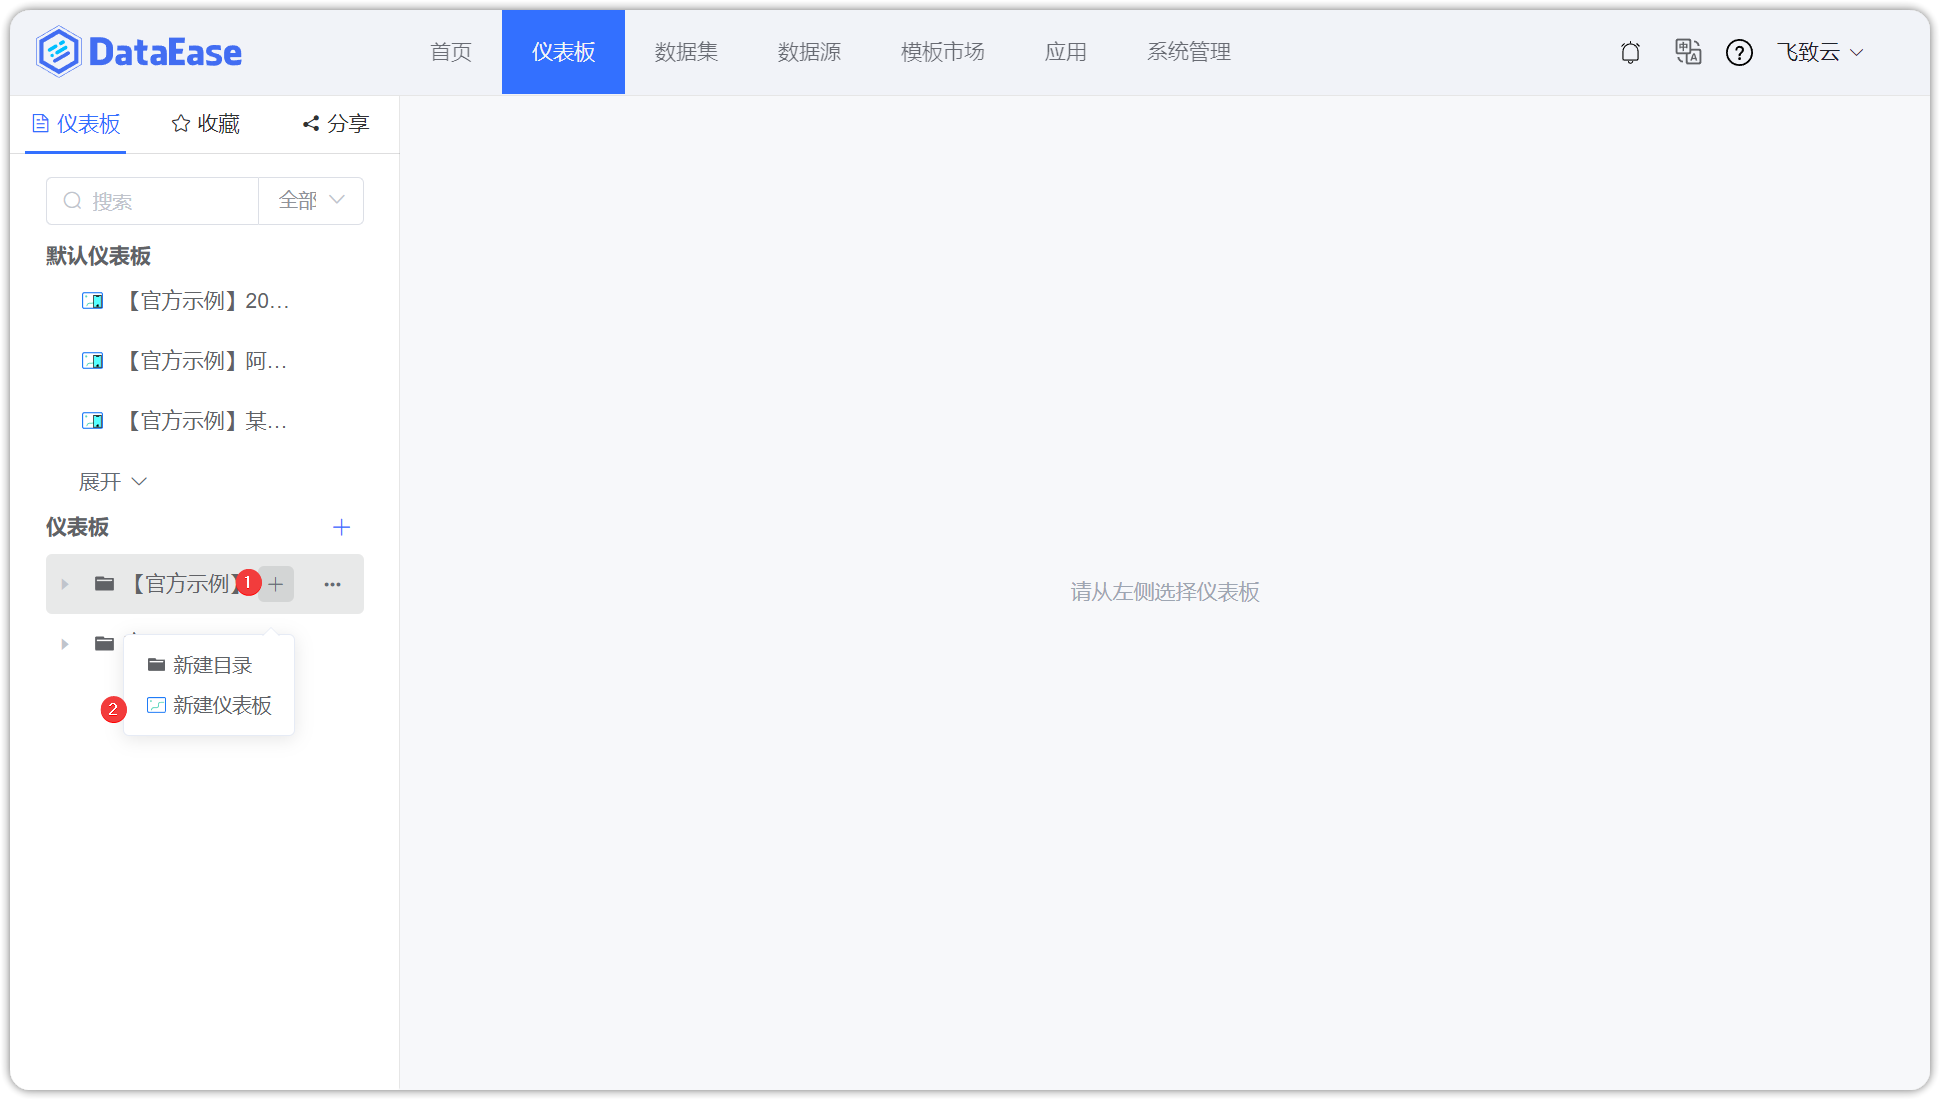 DataEase
首页 仪表板 数据集 数据源 模板市场 应用 系统管理 飞致云
仪表板 收藏 分享
搜索 全部
默认仪表板
【官方示例】20...
【官方示例】阿...
【官方示例】某...
展开
仪表板
【官方示例】 1
新建目录
2 新建仪表板
请从左侧选择仪表板